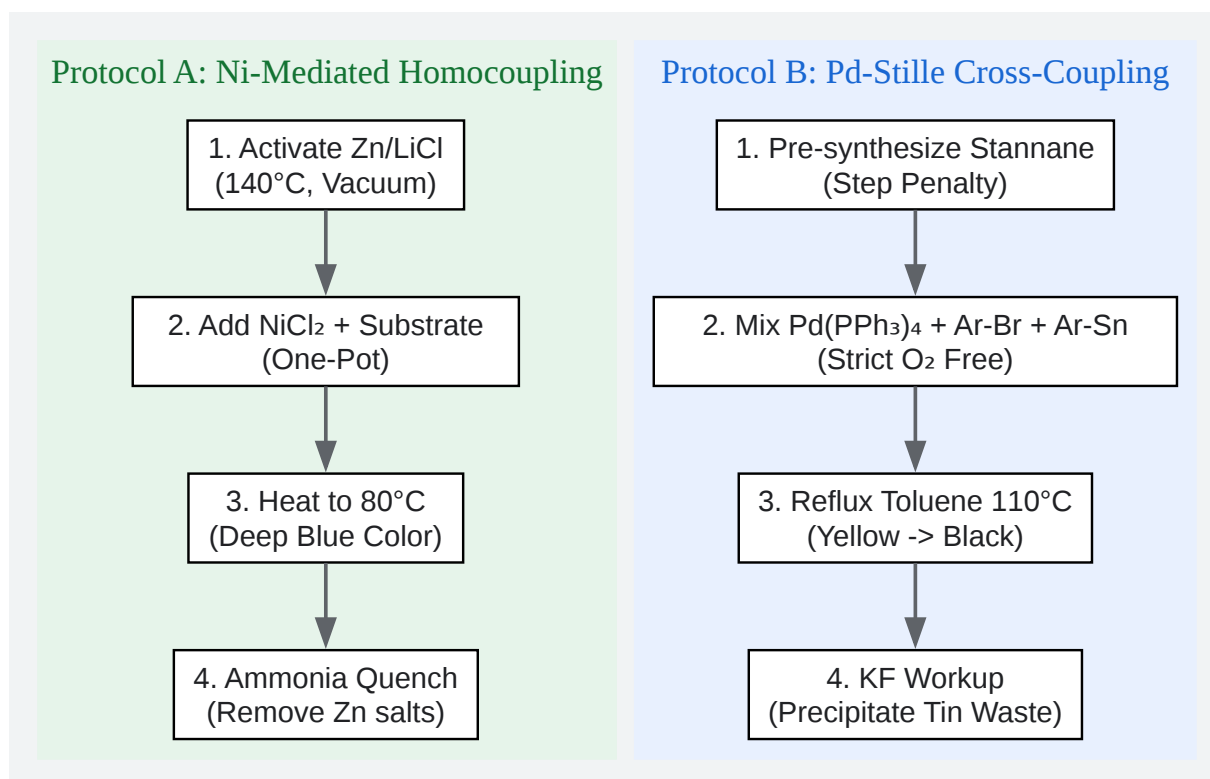 Protocol A: Ni-Mediated Homocoupling
1. Activate Zn/LiCl
(140°C, Vacuum)
2. Add NiCl₂ + Substrate
(One-Pot)
3. Heat to 80°C
(Deep Blue Color)
4. Ammonia Quench
(Remove Zn salts)
Protocol B: Pd-Stille Cross-Coupling
1. Pre-synthesize Stannane
(Step Penalty)
2. Mix Pd(PPh₃)₄ + Ar-Br + Ar-Sn
(Strict O₂ Free)
3. Reflux Toluene 110°C
(Yellow -> Black)
4. KF Workup
(Precipitate Tin Waste)